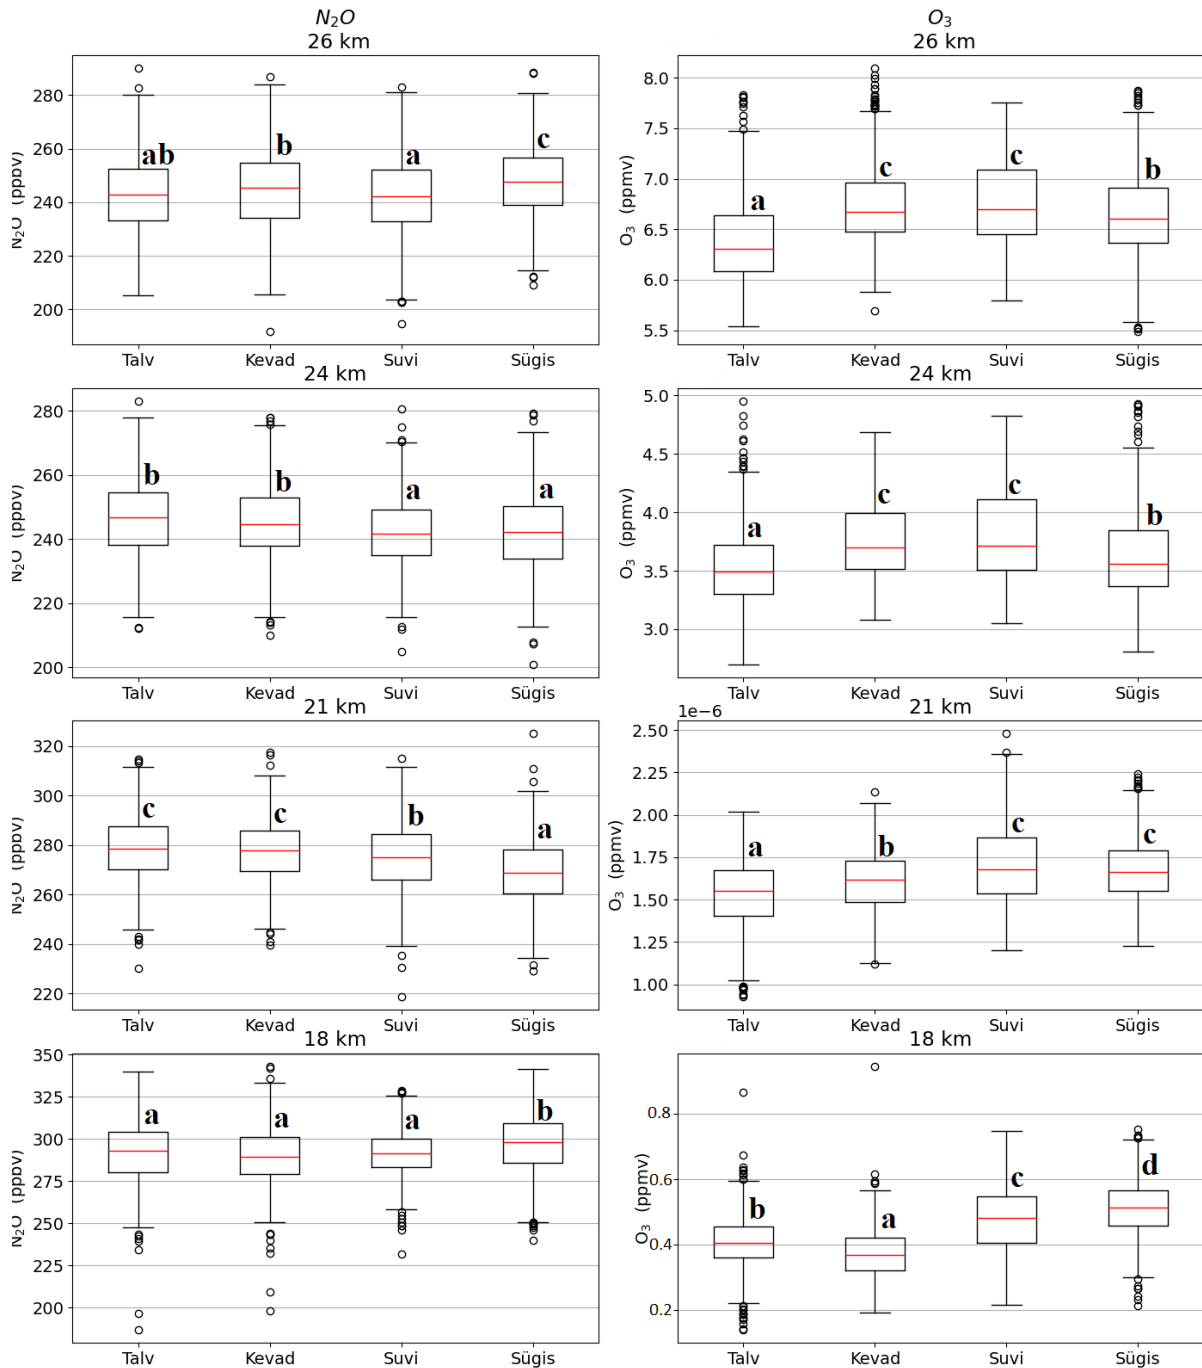 N₂O
26 km
N₂O (ppbv)
280
260
240
220
200
ab
b
a
c
Talv Kevad Suvi Sügis
O₃
26 km
O₃ (ppmv)
8.0
7.5
7.0
6.5
6.0
5.5
a
c
c
b
Talv Kevad Suvi Sügis
24 km
N₂O (ppbv)
280
260
240
220
200
b
b
a
a
Talv Kevad Suvi Sügis
24 km
O₃ (ppmv)
5.0
4.5
4.0
3.5
3.0
a
c
c
b
Talv Kevad Suvi Sügis
21 km
N₂O (ppbv)
320
300
280
260
240
220
c
c
b
a
Talv Kevad Suvi Sügis
21 km
1e−6
O₃ (ppmv)
2.50
2.25
2.00
1.75
1.50
1.25
1.00
a
b
c
c
Talv Kevad Suvi Sügis
18 km
N₂O (ppbv)
350
325
300
275
250
225
200
a
a
a
b
Talv Kevad Suvi Sügis
18 km
O₃ (ppmv)
0.8
0.6
0.4
0.2
b
a
c
d
Talv Kevad Suvi Sügis